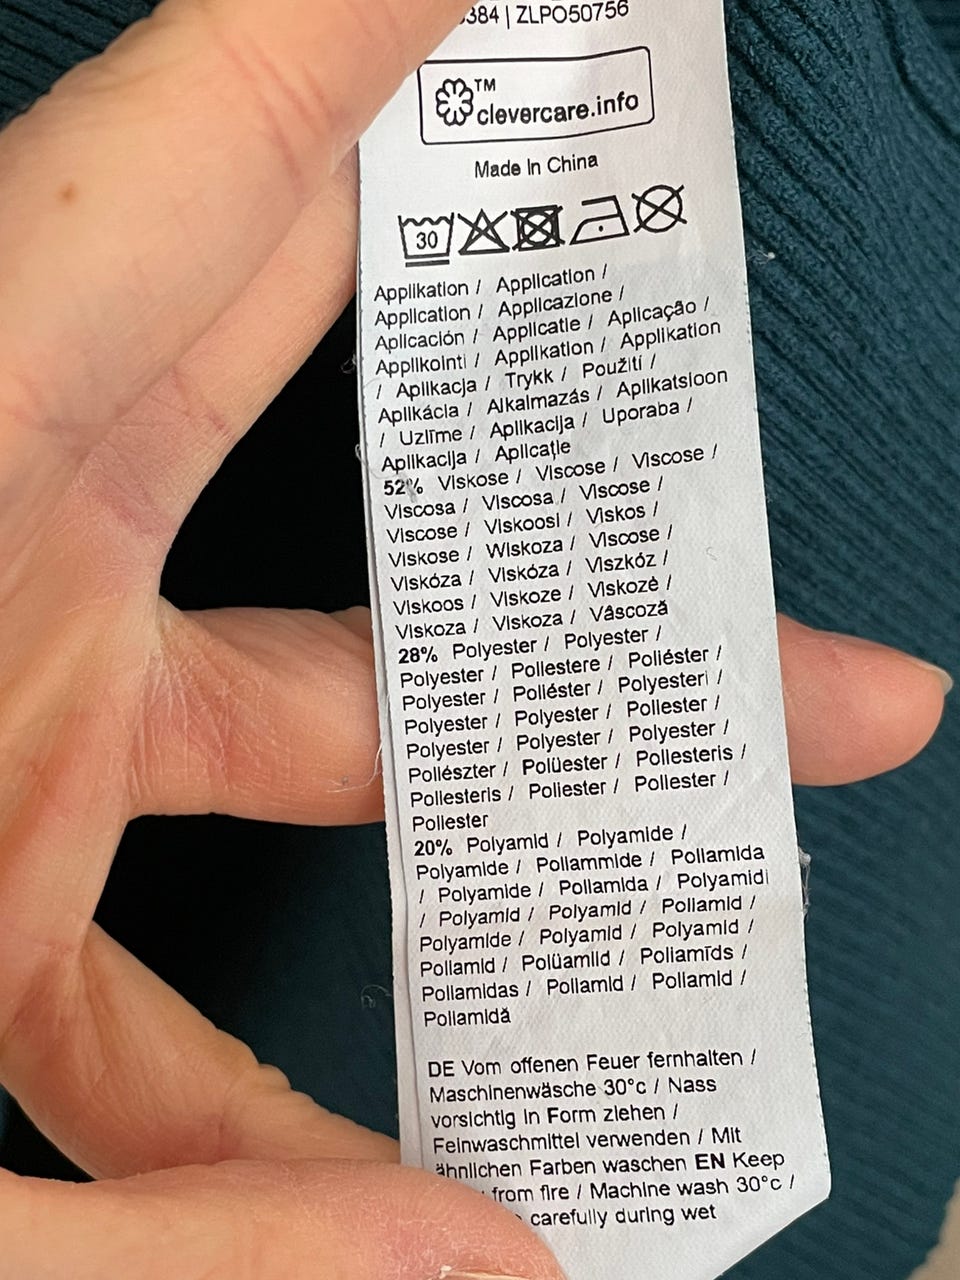 384 | ZLPO50756
TM
clevercare.info
Made In China
30
Applikation / Application /
Application / Applicazione /
Aplicación / Applicatie / Aplicação /
Applikointi / Applikation / Applikation
/ Aplikacja / Trykk / Použití /
Aplikácia / Alkalmazás / Aplikatsioon
/ Uzlīme / Aplikacija / Uporaba /
Aplikacija / Aplicaţie
52% Viskose / Viscose / Viscose /
Viscosa / Viscosa / Viscose /
Viscose / Viskoosi / Viskos /
Viskose / Wiskoza / Viscose /
Viskóza / Viskóza / Viszkóz /
Viskoos / Viskoze / Viskozė /
Viskoza / Viskoza / Vâscoză
28% Polyester / Polyester /
Polyester / Poliestere / Poliéster /
Polyester / Poliéster / Polyesteri /
Polyester / Polyester / Poliester /
Polyester / Polyester / Polyester /
Poliészter / Polüester / Poliesteris /
Poliesteris / Poliester / Poliester /
Poliester
20% Polyamid / Polyamide /
Polyamide / Poliammide / Poliamida
/ Polyamide / Poliamida / Polyamidi
/ Polyamid / Polyamid / Poliamid /
Polyamide / Polyamid / Polyamid /
Poliamid / Polüamiid / Poliamīds /
Poliamidas / Poliamid / Poliamid /
Poliamidă
DE Vom offenen Feuer fernhalten /
Maschinenwäsche 30°c / Nass
vorsichtig in Form ziehen /
Feinwaschmittel verwenden / Mit
ähnlichen Farben waschen EN Keep
from fire / Machine wash 30°c /
carefully during wet